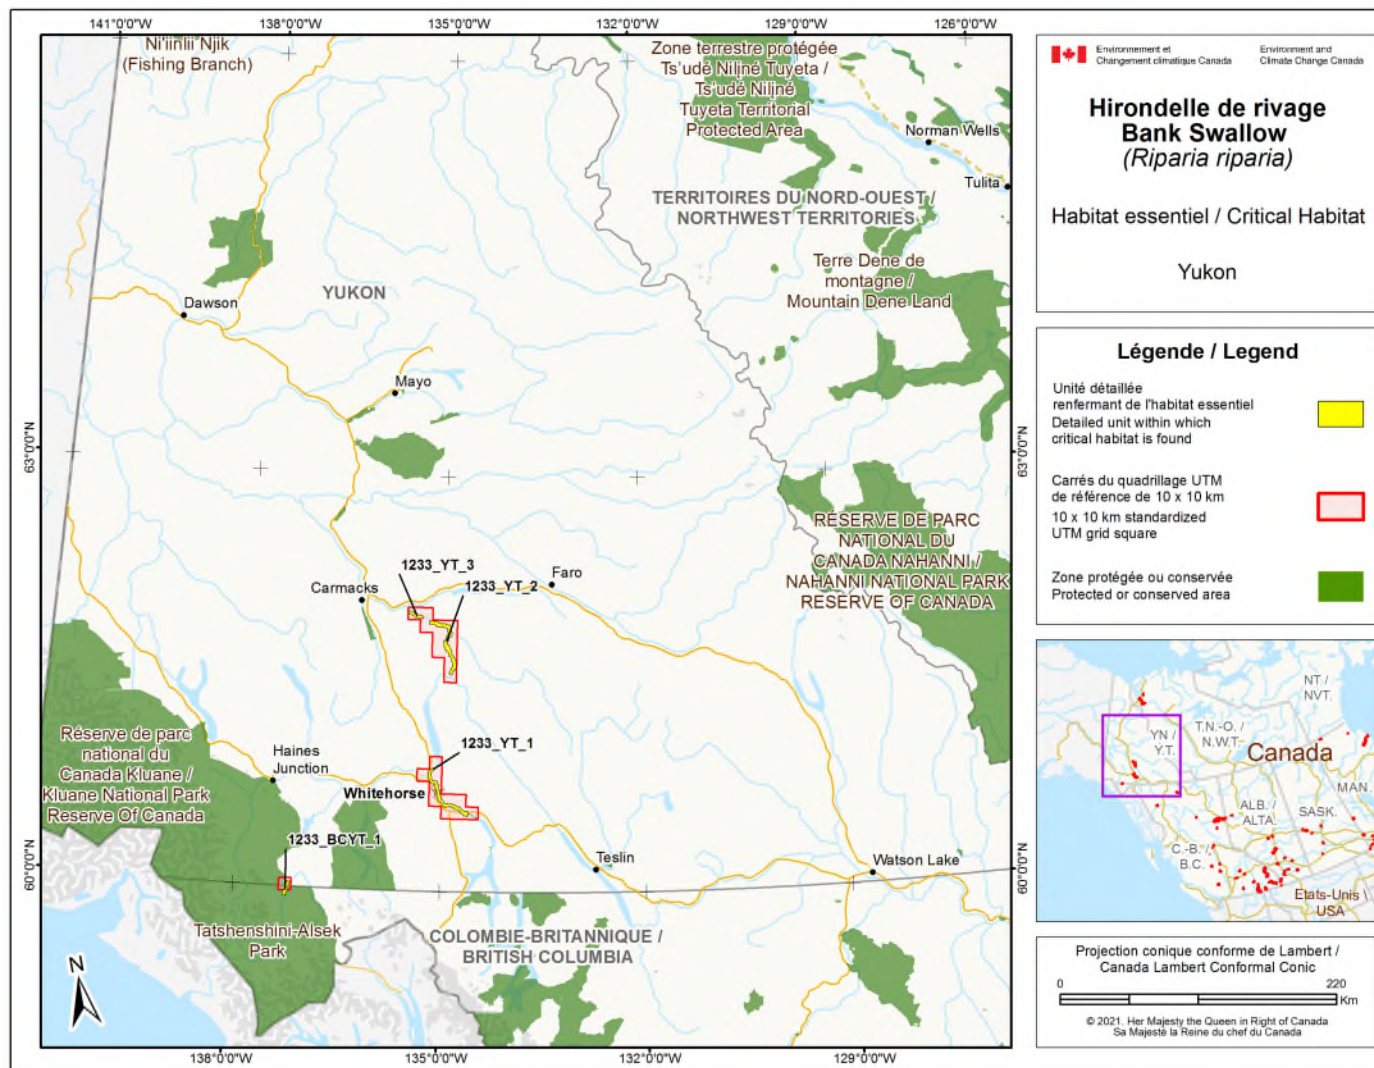 141°0'0"W
138°0'0"W
135°0'0"W
132°0'0"W
129°0'0"W
126°0'0"W
Ni'iinlii Njik
(Fishing Branch)
Zone terrestre protégée
Ts'udé Nilįné Tuyeta /
Ts'udé Nilįné
Tuyeta Territorial
Protected Area
Norman Wells
Tulita
TERRITOIRES DU NORD-OUEST /
NORTHWEST TERRITORIES
Terre Dene de
montagne /
Mountain Dene Land
YUKON
Dawson
Mayo
63°0'0"N
63°0'0"N
RÉSERVE DE PARC
NATIONAL DU
CANADA NAHANNI /
NAHANNI NATIONAL PARK
RESERVE OF CANADA
1233_YT_3
1233_YT_2
Faro
Carmacks
Réserve de parc
national du
Canada Kluane /
Kluane National Park
Reserve Of Canada
Haines
Junction
1233_YT_1
Whitehorse
1233_BCYT_1
Teslin
Watson Lake
60°0'0"N
60°0'0"N
Tatshenshini-Alsek
Park
COLOMBIE-BRITANNIQUE /
BRITISH COLUMBIA
N
138°0'0"W
135°0'0"W
132°0'0"W
129°0'0"W
Environnement et
Changement climatique Canada
Environment and
Climate Change Canada
Hirondelle de rivage
Bank Swallow
(Riparia riparia)
Habitat essentiel / Critical Habitat
Yukon
Légende / Legend
Unité détaillée
renfermant de l'habitat essentiel
Detailed unit within which
critical habitat is found
Carrés du quadrillage UTM
de référence de 10 x 10 km
10 x 10 km standardized
UTM grid square
Zone protégée ou conservée
Protected or conserved area
NT /
NVT.
YN /
Y.T.
T.N.-O. /
N.W.T.
Canada
MAN.
ALB. /
ALTA.
SASK.
C.-B. /
B.C.
Etats-Unis \
USA
Projection conique conforme de Lambert /
Canada Lambert Conformal Conic
0
220
Km
© 2021. Her Majesty the Queen in Right of Canada
Sa Majesté la Reine du chef du Canada